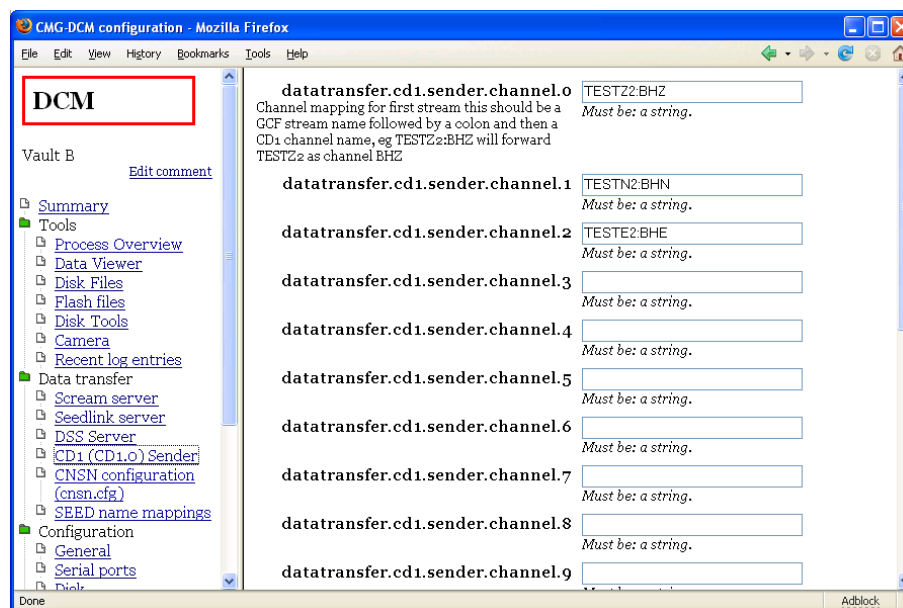 CMG-DCM configuration - Mozilla Firefox
File Edit View History Bookmarks Tools Help
DCM
Vault B
Edit comment
Summary
Tools
Process Overview
Data Viewer
Disk Files
Flash files
Disk Tools
Camera
Recent log entries
Data transfer
Scream server
Seedlink server
DSS Server
CD1 (CD1.0) Sender
CNSN configuration
(cnsn.cfg)
SEED name mappings
Configuration
General
Serial ports
Disk
datatransfer.cd1.sender.channel.0 TESTZ2:BHZ
Channel mapping for first stream this should be a
GCF stream name followed by a colon and then a
CD1 channel name, eg TESTZ2:BHZ will forward
TESTZ2 as channel BHZ
Must be: a string.
datatransfer.cd1.sender.channel.1 TESTN2:BHN
Must be: a string.
datatransfer.cd1.sender.channel.2 TESTE2:BHE
Must be: a string.
datatransfer.cd1.sender.channel.3
Must be: a string.
datatransfer.cd1.sender.channel.4
Must be: a string.
datatransfer.cd1.sender.channel.5
Must be: a string.
datatransfer.cd1.sender.channel.6
Must be: a string.
datatransfer.cd1.sender.channel.7
Must be: a string.
datatransfer.cd1.sender.channel.8
Must be: a string.
datatransfer.cd1.sender.channel.9
Done Adblock